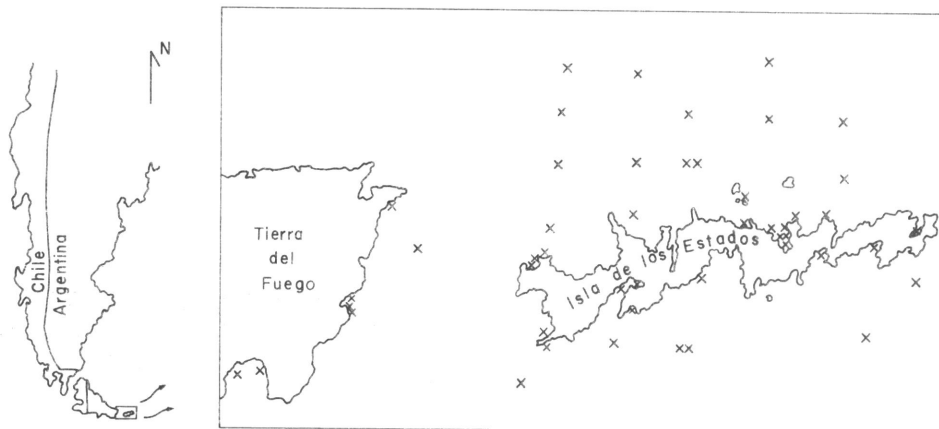 N
Chile
Argentina
Tierra
del
Fuego
Isla de los Estados